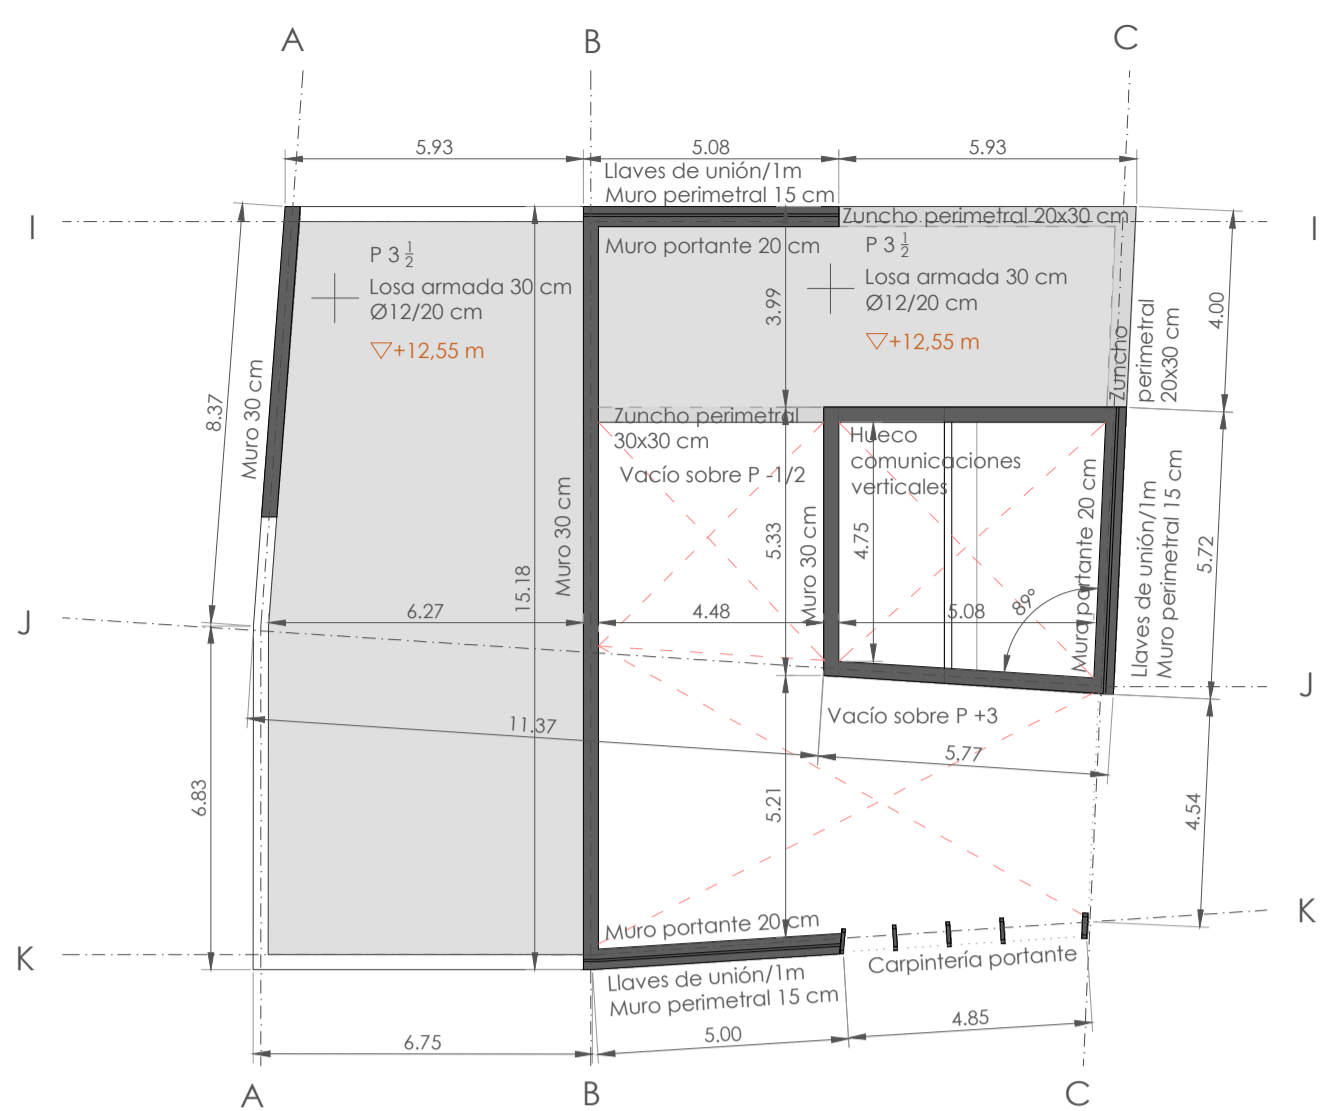 A
B
C
5.93
5.08
5.93
Llaves de unión/1m
Muro perimetral 15 cm
Zuncho perimetral 20x30 cm
I
I
P 3 1/2
Losa armada 30 cm
Ø12/20 cm
▽+12,55 m
Muro portante 20 cm
P 3 1/2
Losa armada 30 cm
Ø12/20 cm
▽+12,55 m
3.99
4.00
Zuncho
perimetral
20x30 cm
8.37
Muro 30 cm
Zuncho perimetral
30x30 cm
Vacío sobre P -1/2
Hueco
comunicaciones
verticales
Muro 30 cm
15.18
5.33
Muro 30 cm
4.75
Muro portante 20 cm
Llaves de unión/1m
Muro perimetral 15 cm
5.72
89º
6.27
4.48
5.08
J
J
11.37
Vacío sobre P +3
5.77
6.83
5.21
4.54
K
K
Muro portante 20 cm
Carpintería portante
Llaves de unión/1m
Muro perimetral 15 cm
6.75
5.00
4.85
A
B
C